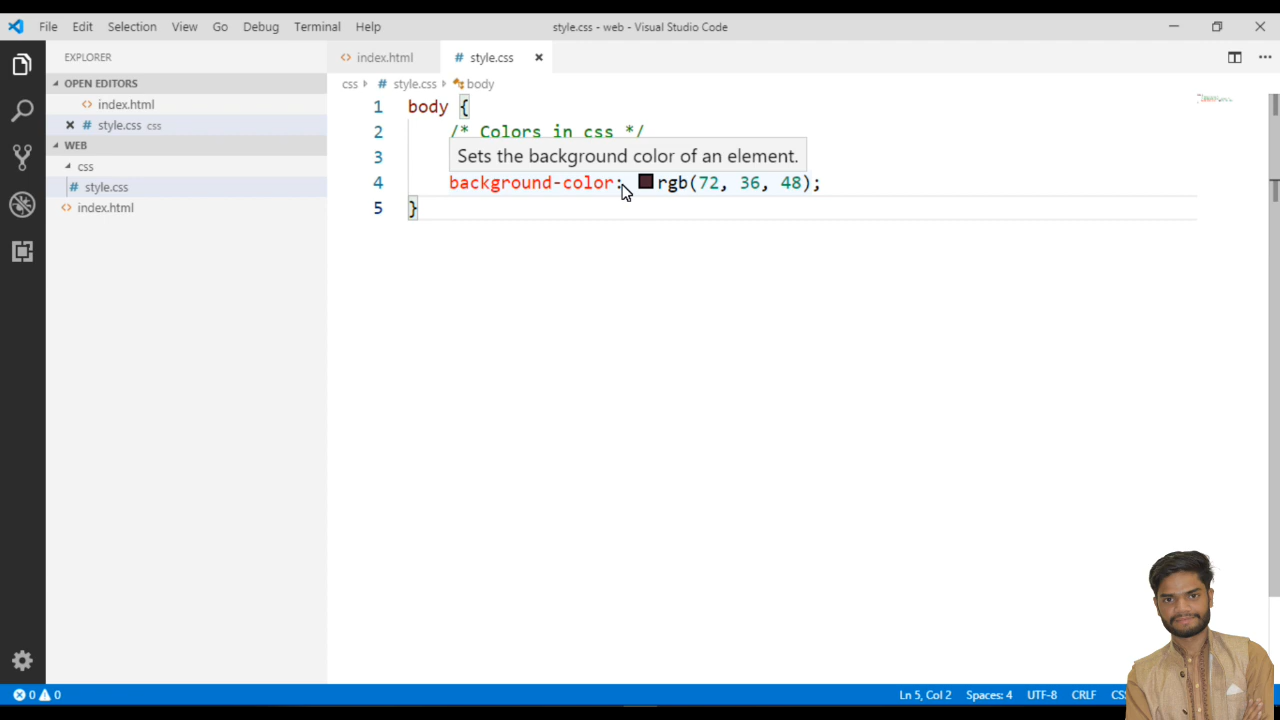 File Edit Selection View Go Debug Terminal Help
style.css - web - Visual Studio Code
EXPLORER
OPEN EDITORS
index.html
style.css css
WEB
css
# style.css
index.html
index.html
# style.css
css
# style.css
body
1 body {
2 /* Colors in css */
3 Sets the background color of an element.
4 background-color: rgb(72, 36, 48);
5 }
0 0
Ln 5, Col 2 Spaces: 4 UTF-8 CRLF